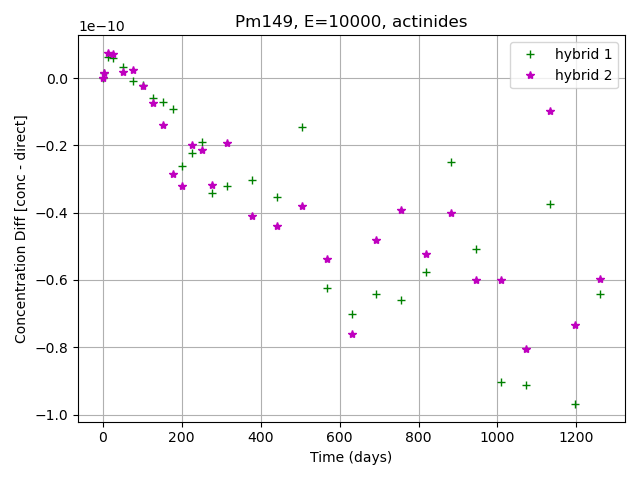 Pm149, E=10000, actinides
1e−10
hybrid 1
hybrid 2
0.0
−0.2
−0.4
−0.6
−0.8
−1.0
Concentration Diff [conc - direct]
0 200 400 600 800 1000 1200
Time (days)